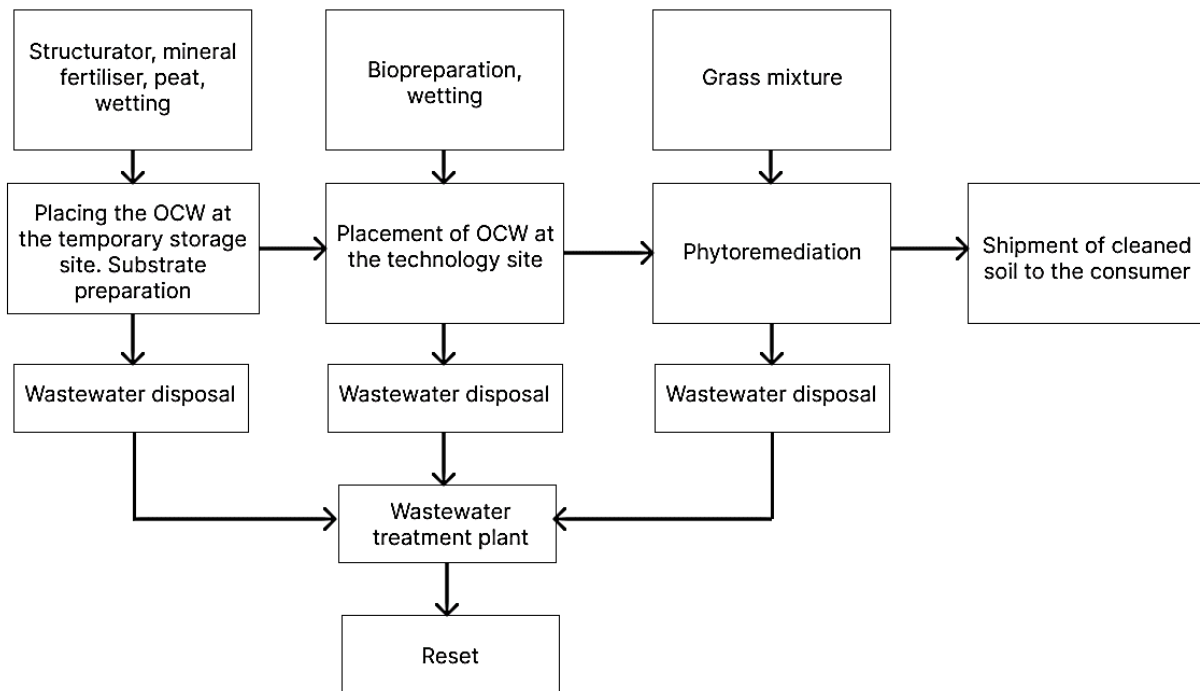 Structurator, mineral
fertiliser, peat,
wetting
Biopreparation,
wetting
Grass mixture
Placing the OCW at
the temporary storage
site. Substrate
preparation
Placement of OCW at
the technology site
Phytoremediation
Shipment of cleaned
soil to the consumer
Wastewater disposal
Wastewater disposal
Wastewater disposal
Wastewater
treatment plant
Reset